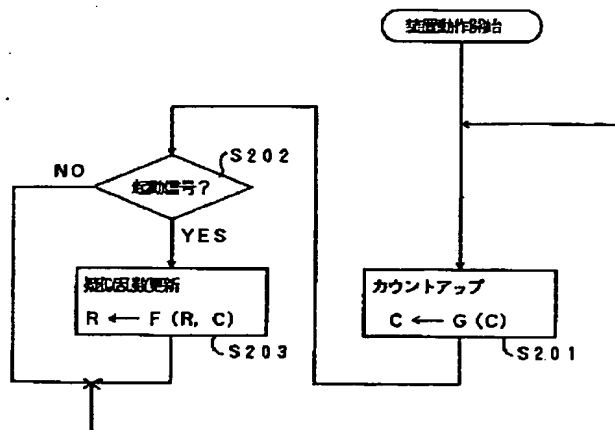 装置動作開始
カウントアップ
C ← G (C)
S201
起動信号?
S202
NO
YES
疑似乱数更新
R ← F (R, C)
S203